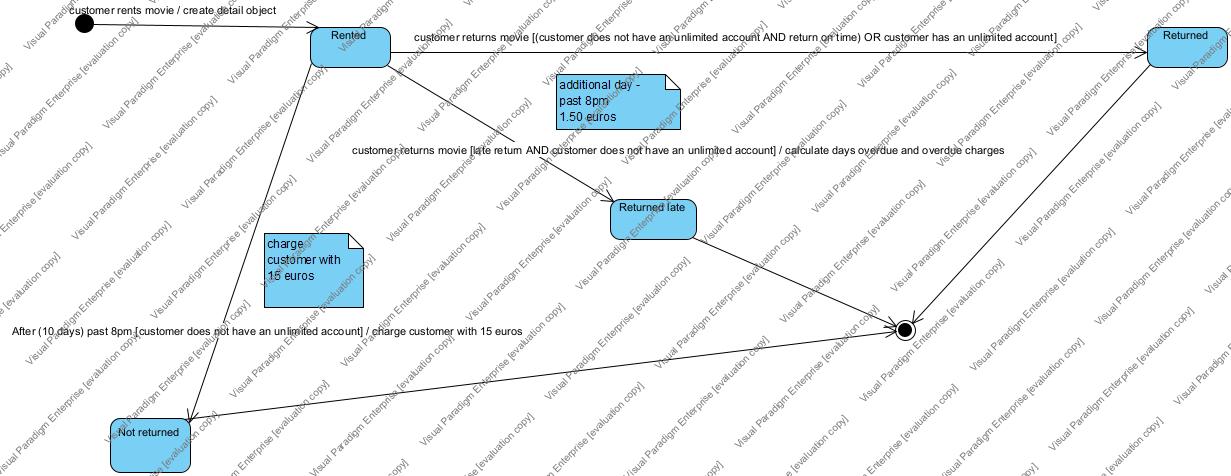 customer rents movie / create detail object
Rented
customer returns movie [(customer does not have an unlimited account AND return on time) OR customer has an unlimited account]
Returned
additional day -
past 8pm
1.50 euros
customer returns movie [late return AND customer does not have an unlimited account] / calculate days overdue and overdue charges
Returned late
charge
customer with
15 euros
After (10 days) past 8pm [customer does not have an unlimited account] / charge customer with 15 euros
Not returned
Visual Paradigm Enterprise [evaluation copy]